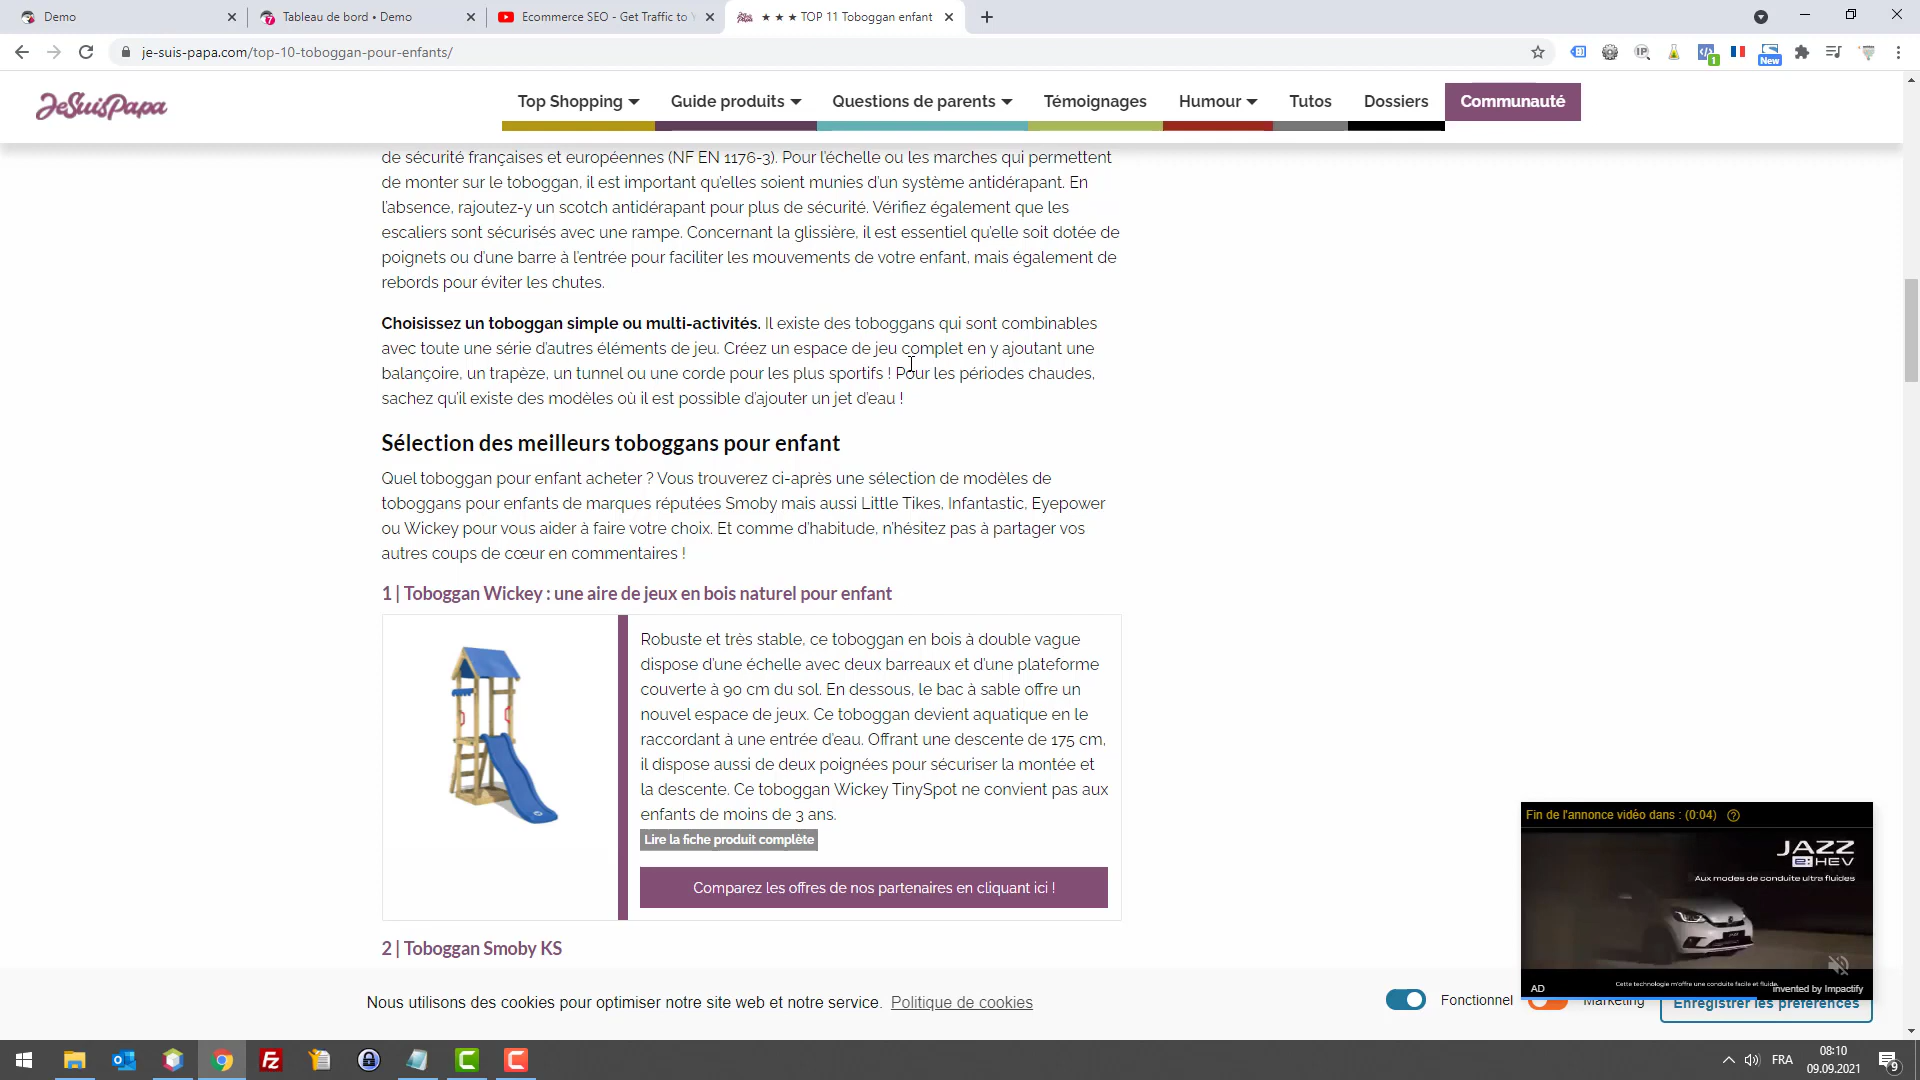 Demo
Tableau de bord • Demo
Ecommerce SEO - Get Traffic to Y
★ ★ ★ TOP 11 Toboggan enfant
je-suis-papa.com/top-10-toboggan-pour-enfants/
IP
1
New
JeSuisPapa
Top Shopping
Guide produits
Questions de parents
Témoignages
Humour
Tutos
Dossiers
Communauté
de sécurité françaises et européennes (NF EN 1176-3). Pour l'échelle ou les marches qui permettent
de monter sur le toboggan, il est important qu'elles soient munies d'un système antidérapant. En
l'absence, rajoutez-y un scotch antidérapant pour plus de sécurité. Vérifiez également que les
escaliers sont sécurisés avec une rampe. Concernant la glissière, il est essentiel qu'elle soit dotée de
poignets ou d'une barre à l'entrée pour faciliter les mouvements de votre enfant, mais également de
rebords pour éviter les chutes.
Choisissez un toboggan simple ou multi-activités. Il existe des toboggans qui sont combinables
avec toute une série d'autres éléments de jeu. Créez un espace de jeu complet en y ajoutant une
balançoire, un trapèze, un tunnel ou une corde pour les plus sportifs ! Pour les périodes chaudes,
sachez qu'il existe des modèles où il est possible d'ajouter un jet d'eau !
Sélection des meilleurs toboggans pour enfant
Quel toboggan pour enfant acheter ? Vous trouverez ci-après une sélection de modèles de
toboggans pour enfants de marques réputées Smoby mais aussi Little Tikes, Infantastic, Eyepower
ou Wickey pour vous aider à faire votre choix. Et comme d'habitude, n'hésitez pas à partager vos
autres coups de cœur en commentaires !
1 | Toboggan Wickey : une aire de jeux en bois naturel pour enfant
Robuste et très stable, ce toboggan en bois à double vague
dispose d'une échelle avec deux barreaux et d'une plateforme
couverte à 90 cm du sol. En dessous, le bac à sable offre un
nouvel espace de jeux. Ce toboggan devient aquatique en le
raccordant à une entrée d'eau. Offrant une descente de 175 cm,
il dispose aussi de deux poignées pour sécuriser la montée et
la descente. Ce toboggan Wickey TinySpot ne convient pas aux
enfants de moins de 3 ans.
Lire la fiche produit complète
Comparez les offres de nos partenaires en cliquant ici !
2 | Toboggan Smoby KS
Fin de l'annonce vidéo dans : (0:04)
JAZZ
e:HEV
Aux modes de conduite ultra fluides
Cette technologie m'offre une conduite facile et fluide.
AD
invented by Impactify
Nous utilisons des cookies pour optimiser notre site web et notre service. Politique de cookies
Fonctionnel
Marketing
Enregistrer les préférences
FRA
08:10
09.09.2021
9